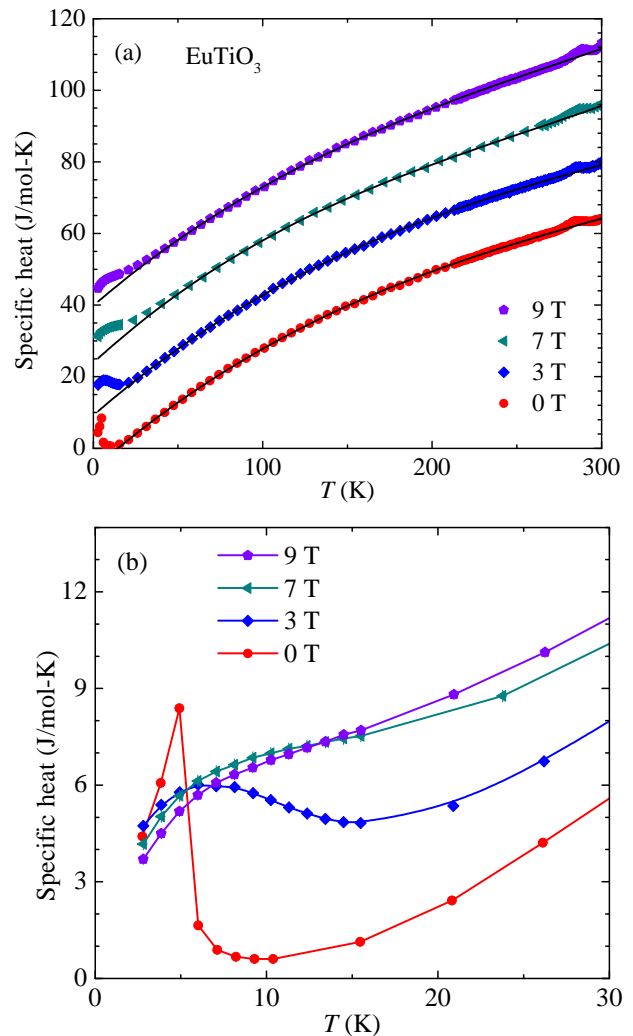 (a)
EuTiO₃
Specific heat (J/mol-K)
120
100
80
60
40
20
0
9 T
7 T
3 T
0 T
0
100
200
300
T (K)
(b)
9 T
7 T
3 T
0 T
Specific heat (J/mol-K)
12
9
6
3
0
0
10
20
30
T (K)